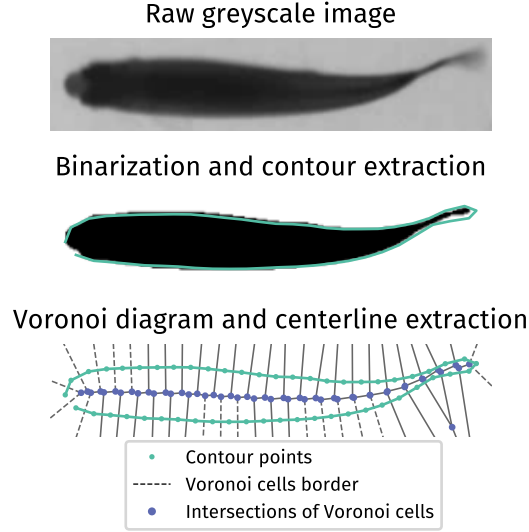 Raw greyscale image
Binarization and contour extraction
Voronoi diagram and centerline extraction
Contour points
Voronoi cells border
Intersections of Voronoi cells